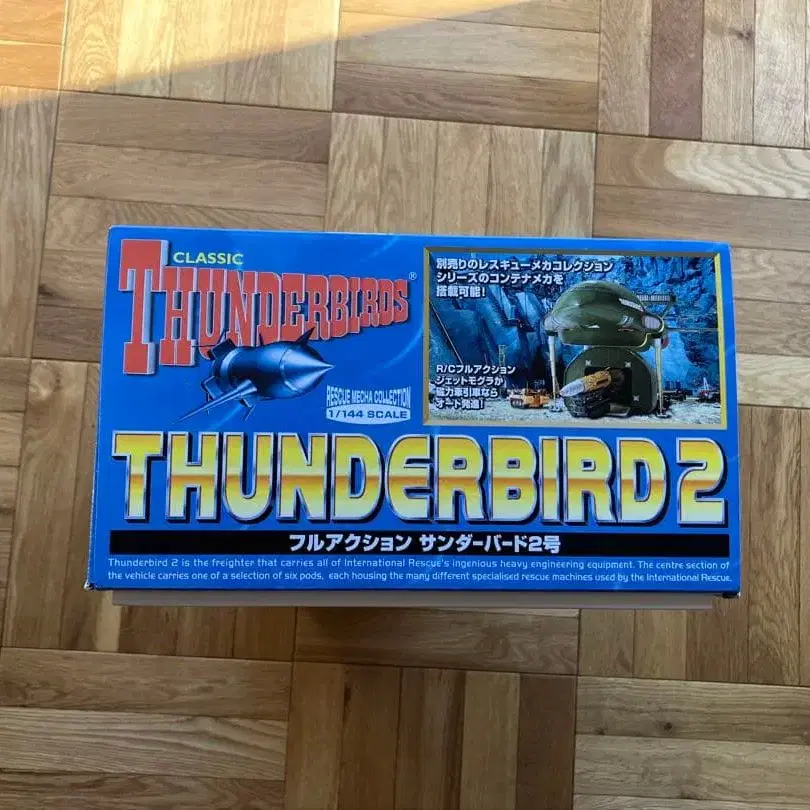 CLASSIC
THUNDERBIRDS®
RESCUE MECHA COLLECTION
1/144 SCALE
別売りのレスキューメカコレクション
シリーズのコンテナメカを
搭載可能!
R/Cフルアクション
ジェットモグラか
磁力牽引車なら
オート発進!
THUNDERBIRD 2
フルアクション サンダーバード2号
Thunderbird 2 is the freighter that carries all of International Rescue's ingenious heavy engineering equipment. The centre section of
the vehicle carries one of a selection of six pods, each housing the many different specialised rescue machines used by the International Rescue.